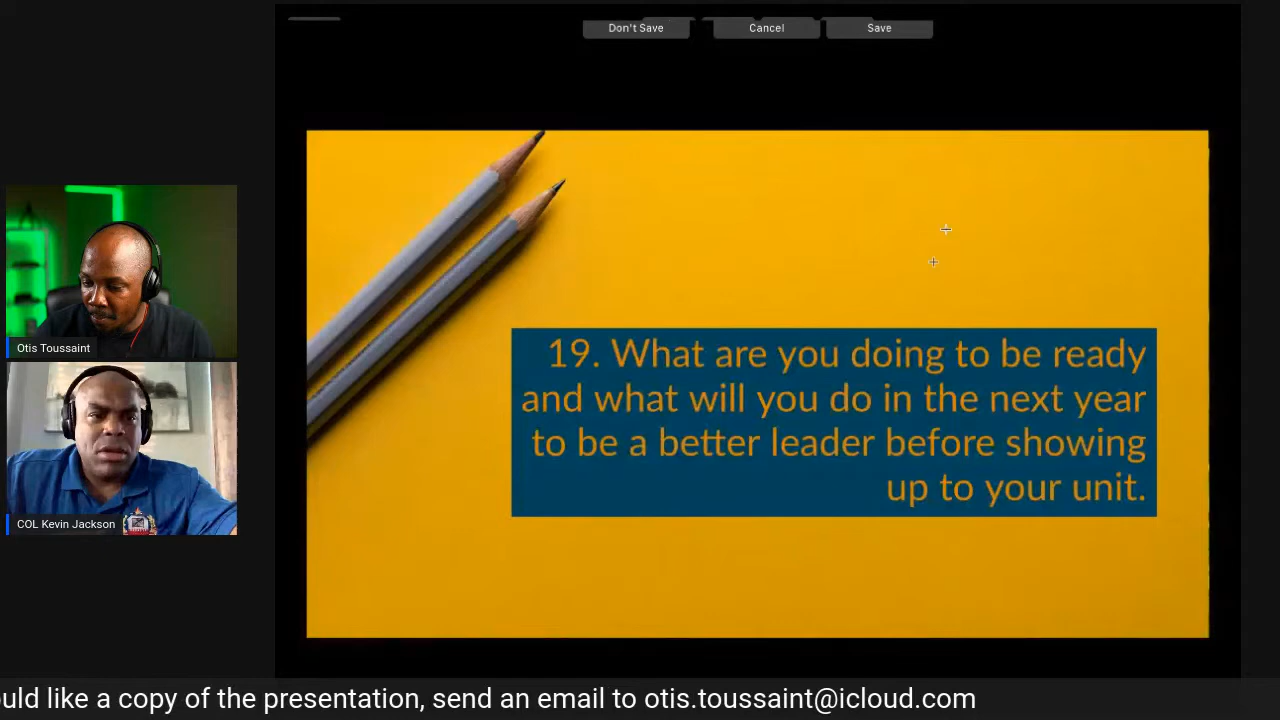 Don't Save
Cancel
Save
19. What are you doing to be ready
and what will you do in the next year
to be a better leader before showing
up to your unit.
Otis Toussaint
COL Kevin Jackson
ould like a copy of the presentation, send an email to otis.toussaint@icloud.com